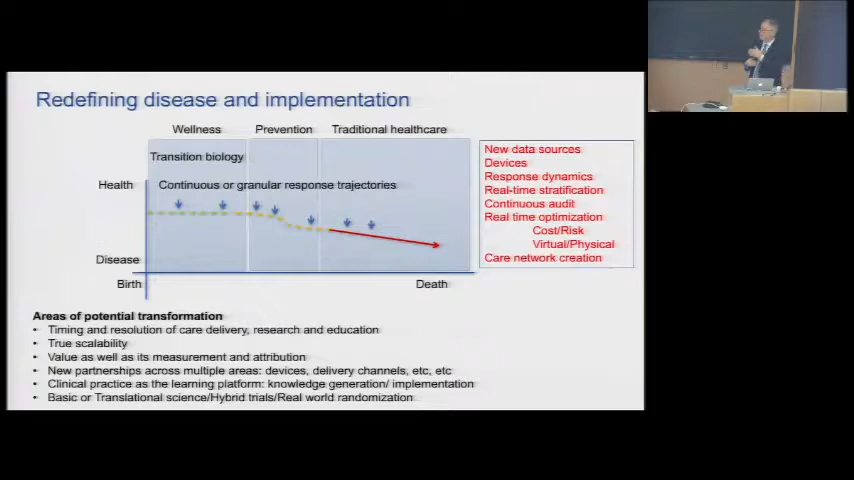 Redefining disease and implementation
Wellness Prevention Traditional healthcare
Transition biology
Health Continuous or granular response trajectories
Disease
Birth Death
New data sources
Devices
Response dynamics
Real-time stratification
Continuous audit
Real time optimization
Cost/Risk
Virtual/Physical
Care network creation
Areas of potential transformation
• Timing and resolution of care delivery, research and education
• True scalability
• Value as well as its measurement and attribution
• New partnerships across multiple areas: devices, delivery channels, etc, etc
• Clinical practice as the learning platform: knowledge generation/ implementation
• Basic or Translational science/Hybrid trials/Real world randomization